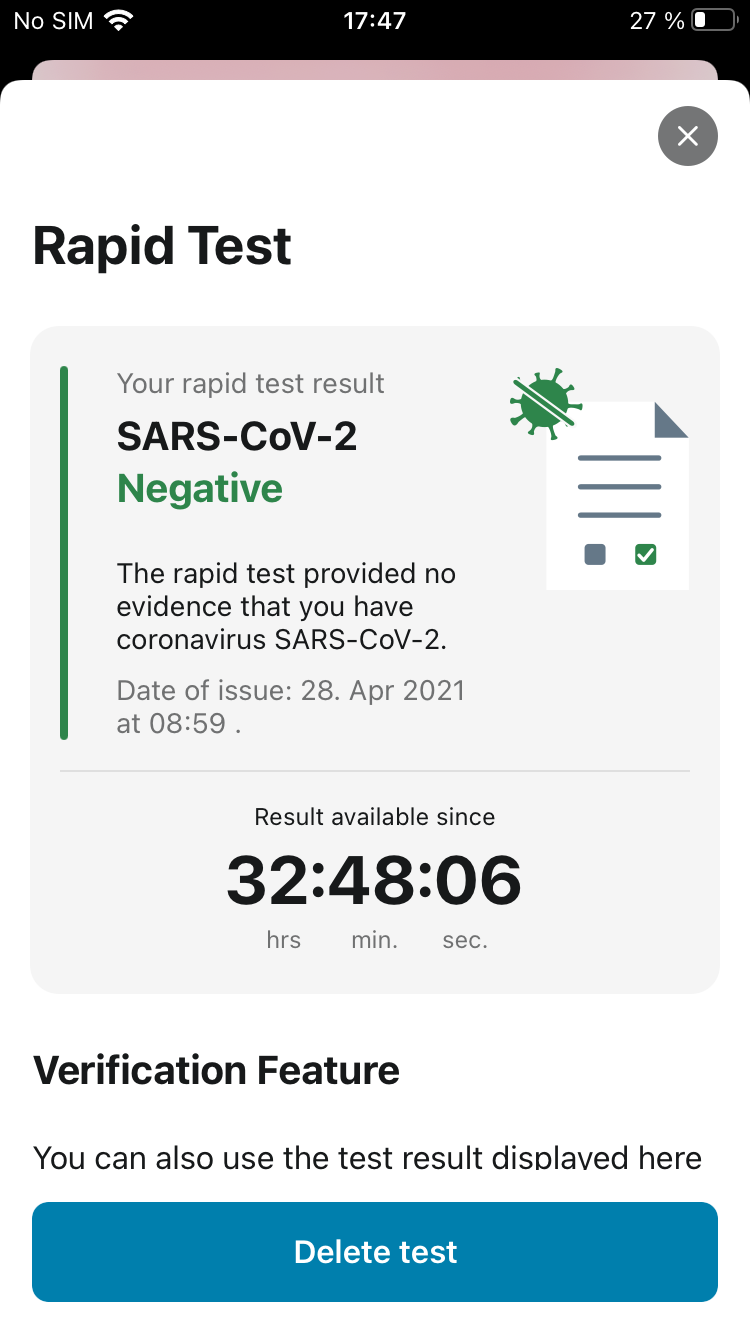 No SIM 17:47 27 %
Rapid Test
Your rapid test result
SARS-CoV-2
Negative
The rapid test provided no
evidence that you have
coronavirus SARS-CoV-2.
Date of issue: 28. Apr 2021
at 08:59 .
Result available since
32:48:06
hrs min. sec.
Verification Feature
You can also use the test result displayed here
Delete test